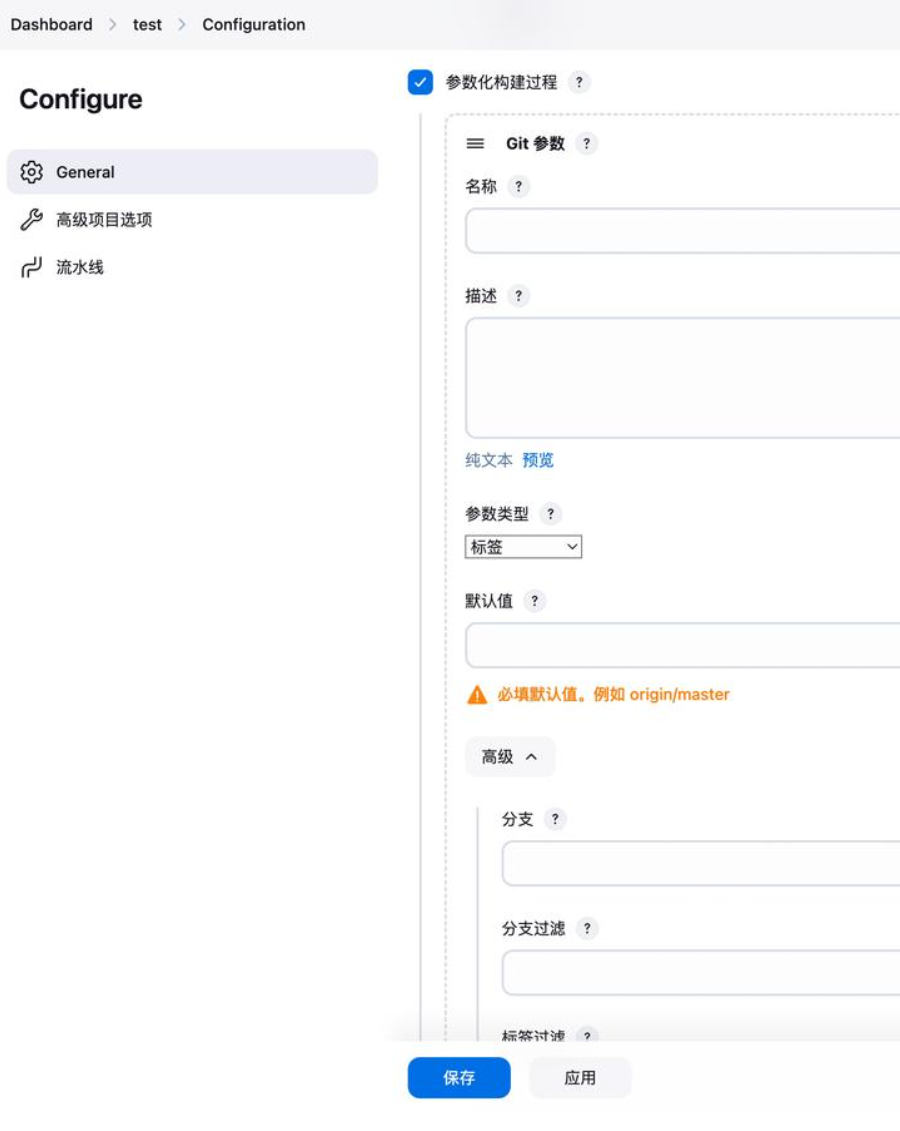 Dashboard > test > Configuration
Configure
General
高级项目选项
流水线
参数化构建过程 ?
Git 参数 ?
名称 ?
描述 ?
纯文本 预览
参数类型 ?
标签
默认值 ?
必填默认值。例如 origin/master
高级
分支 ?
分支过滤 ?
标签过滤 ?
保存 应用